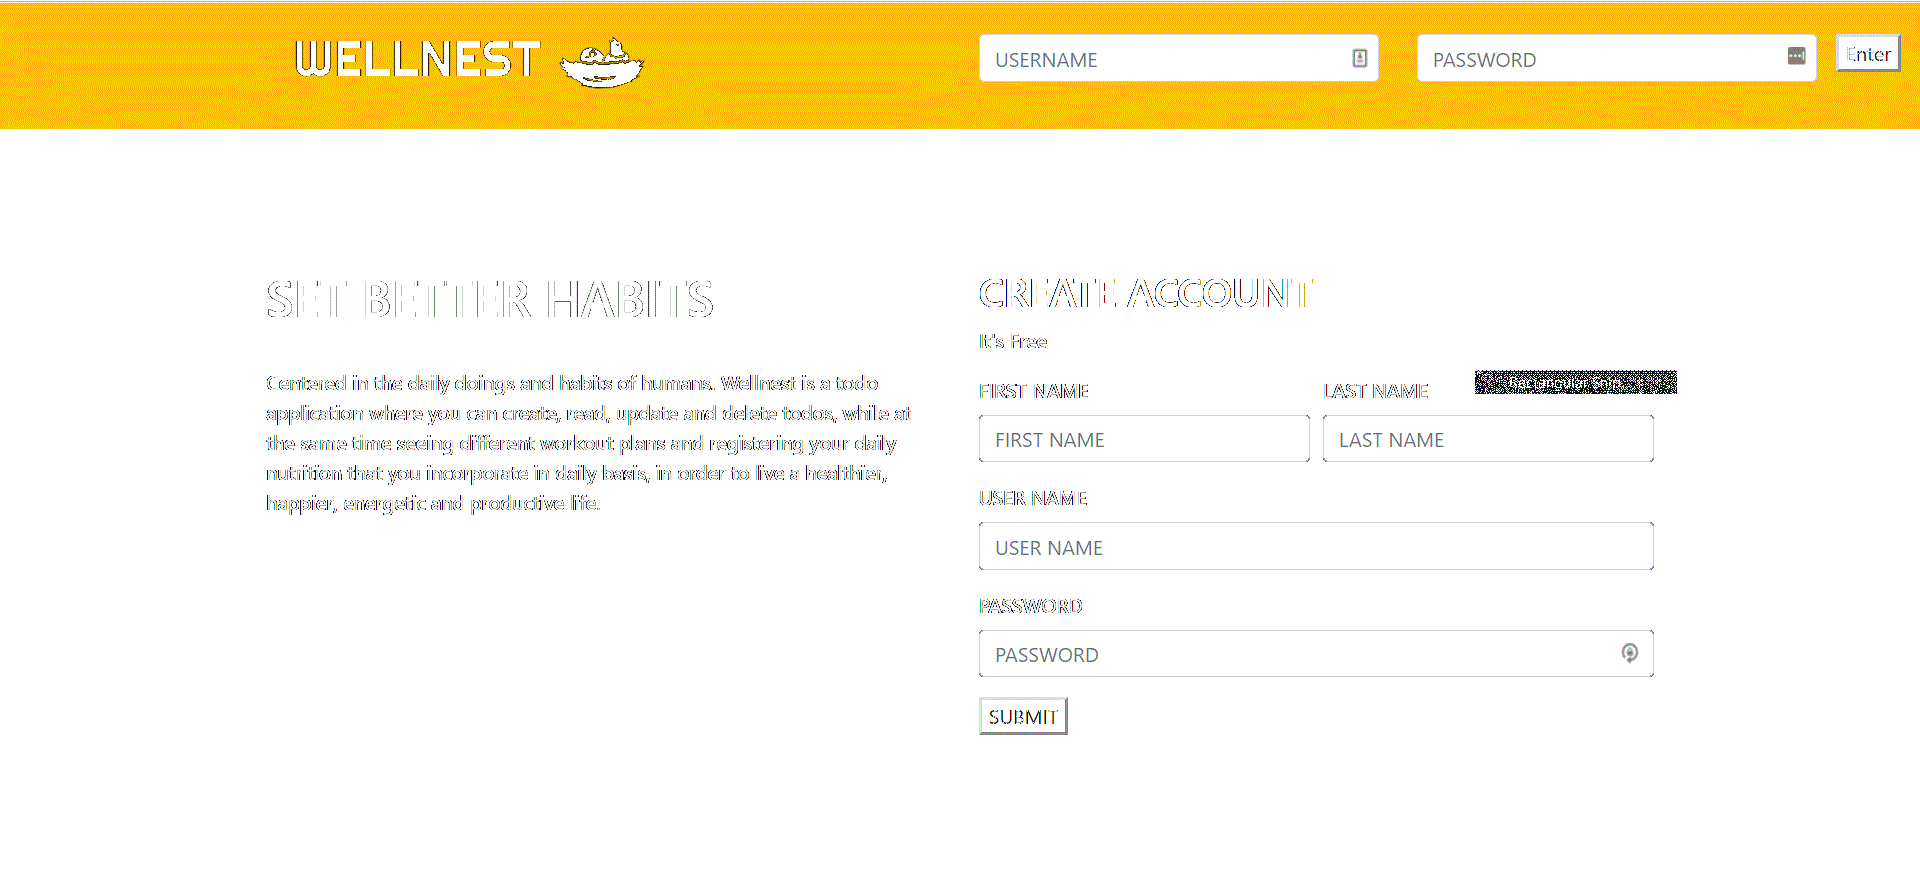 WELLNEST
USERNAME
PASSWORD
Enter
SET BETTER HABITS
Centered in the daily doings and habits of humans. Wellnest is a todo
application where you can create, read, update and delete todos, while at
the same time seeing different workout plans and registering your daily
nutrition that you incorporate in daily basis, in order to live a healthier,
happier, energetic and productive life.
CREATE ACCOUNT
It's Free
FIRST NAME
LAST NAME
Rectangular Snip
FIRST NAME
LAST NAME
USER NAME
USER NAME
PASSWORD
PASSWORD
SUBMIT